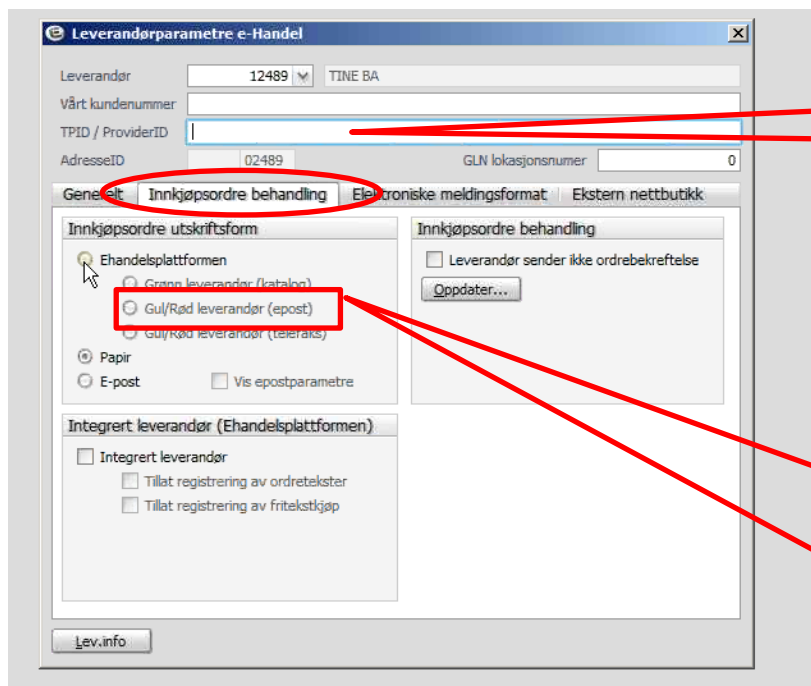 Leverandørparametre e-Handel
Leverandør 12489 TINE BA
Vårt kundenummer
TPID / ProviderID
AdresseID 02489 GLN lokasjonsnumer 0
Generelt Innkjøpsordre behandling Elektroniske meldingsformat Ekstern nettbutikk
Innkjøpsordre utskriftsform
Ehandelsplattformen
Grønn leverandør (katalog)
Gul/Rød leverandør (epost)
Gul/Rød leverandør (telefaks)
Papir
E-post Vis epostparametre
Innkjøpsordre behandling
Leverandør sender ikke ordrebekreftelse
Oppdater...
Integrert leverandør (Ehandelsplattformen)
Integrert leverandør
Tillat registrering av ordretekster
Tillat registrering av fritekstkjøp
Lev.info